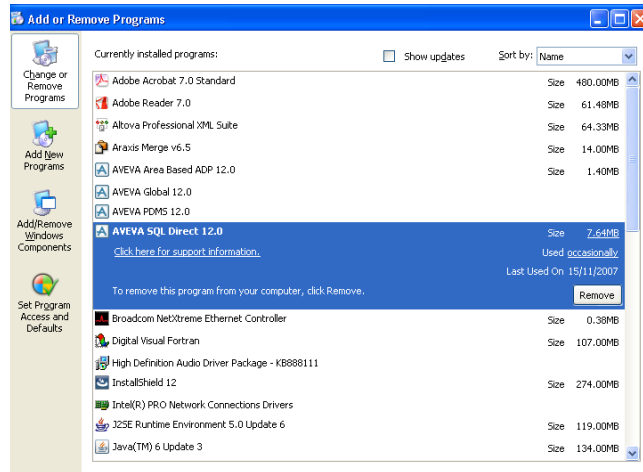 Add or Remove Programs
Change or
Remove
Programs
Add New
Programs
Add/Remove
Windows
Components
Set Program
Access and
Defaults
Currently installed programs:
Show updates
Sort by: Name
Adobe Acrobat 7.0 Standard Size 480.00MB
Adobe Reader 7.0 Size 61.48MB
Altova Professional XML Suite Size 64.33MB
Araxis Merge v6.5 Size 14.00MB
AVEVA Area Based ADP 12.0 Size 1.40MB
AVEVA Global 12.0
AVEVA PDMS 12.0
AVEVA SQL Direct 12.0 Size 7.64MB
Click here for support information. Used occasionally
Last Used On 15/11/2007
To remove this program from your computer, click Remove. Remove
Broadcom NetXtreme Ethernet Controller Size 0.38MB
Digital Visual Fortran Size 107.00MB
High Definition Audio Driver Package - KB888111
InstallShield 12 Size 274.00MB
Intel(R) PRO Network Connections Drivers
J2SE Runtime Environment 5.0 Update 6 Size 119.00MB
Java(TM) 6 Update 3 Size 134.00MB